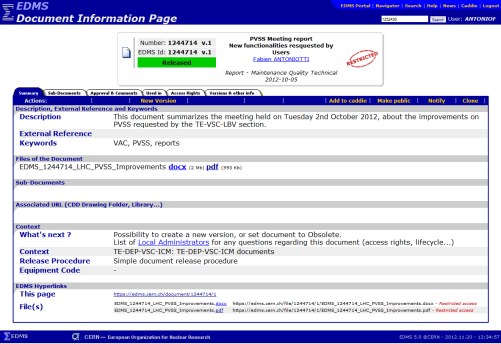 EDMS
Document Information Page
EDMS Portal | Navigator | Search | Help | News | Caddie | Logout
Search User: ANTONIOF
Number: 1244714 v.1
EDMS Id: 1244714 v.1
Released
PVSS Meeting report
New functionalities resquested by
Users
Fabien ANTONIOTTI
RESTRICTED
Report - Maintenance Quality Technical
2012-10-05
Summary Sub-Documents Approval & Comments Used in Access Rights Versions & other info
Actions: | | New Version | | | | Add to caddie | Make public | Notify | Clone |
Description, External Reference and Keywords
Description This document summarizes the meeting held on Tuesday 2nd October 2012, about the improvements on
PVSS requested by the TE-VSC-LBV section.
External Reference
Keywords VAC, PVSS, reports
Files of the Document
EDMS_1244714_LHC_PVSS_Improvements docx (2 Mb) pdf (593 Kb)
Sub-Documents
Associated URL (CDD Drawing Folder, Library...)
Context
What's next ? Possibility to create a new version, or set document to Obsolete.
List of Local Administrators for any questions regarding this document (access rights, lifecycle...)
Context TE-DEP-VSC-ICM: TE-DEP-VSC-ICM documents
Release Procedure Simple document release procedure
Equipment Code -
EDMS Hyperlinks
This page https://edms.cern.ch/document/1244714/1
File(s) EDMS_1244714_LHC_PVSS_Improvements.docx https://edms.cern.ch/file/1244714/1/EDMS_1244714_LHC_PVSS_Improvements.docx - Restricted access
EDMS_1244714_LHC_PVSS_Improvements.pdf https://edms.cern.ch/file/1244714/1/EDMS_1244714_LHC_PVSS_Improvements.pdf - Restricted access
EDMS CERN — European Organization for Nuclear Research EDMS 5.0 @CERN - 2012.11.20 - 12:34:57